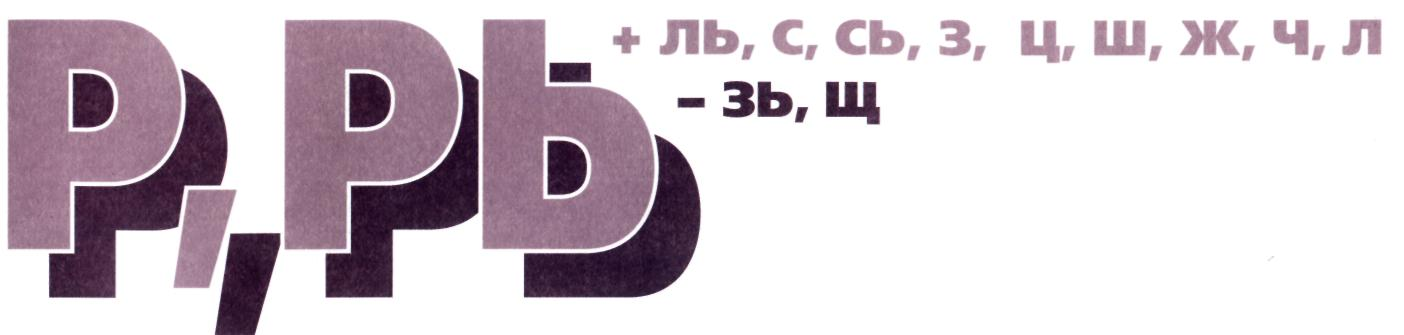 Р, РЬ
+ ЛЬ, С, СЬ, З, Ц, Ш, Ж, Ч, Л
– ЗЬ, Щ